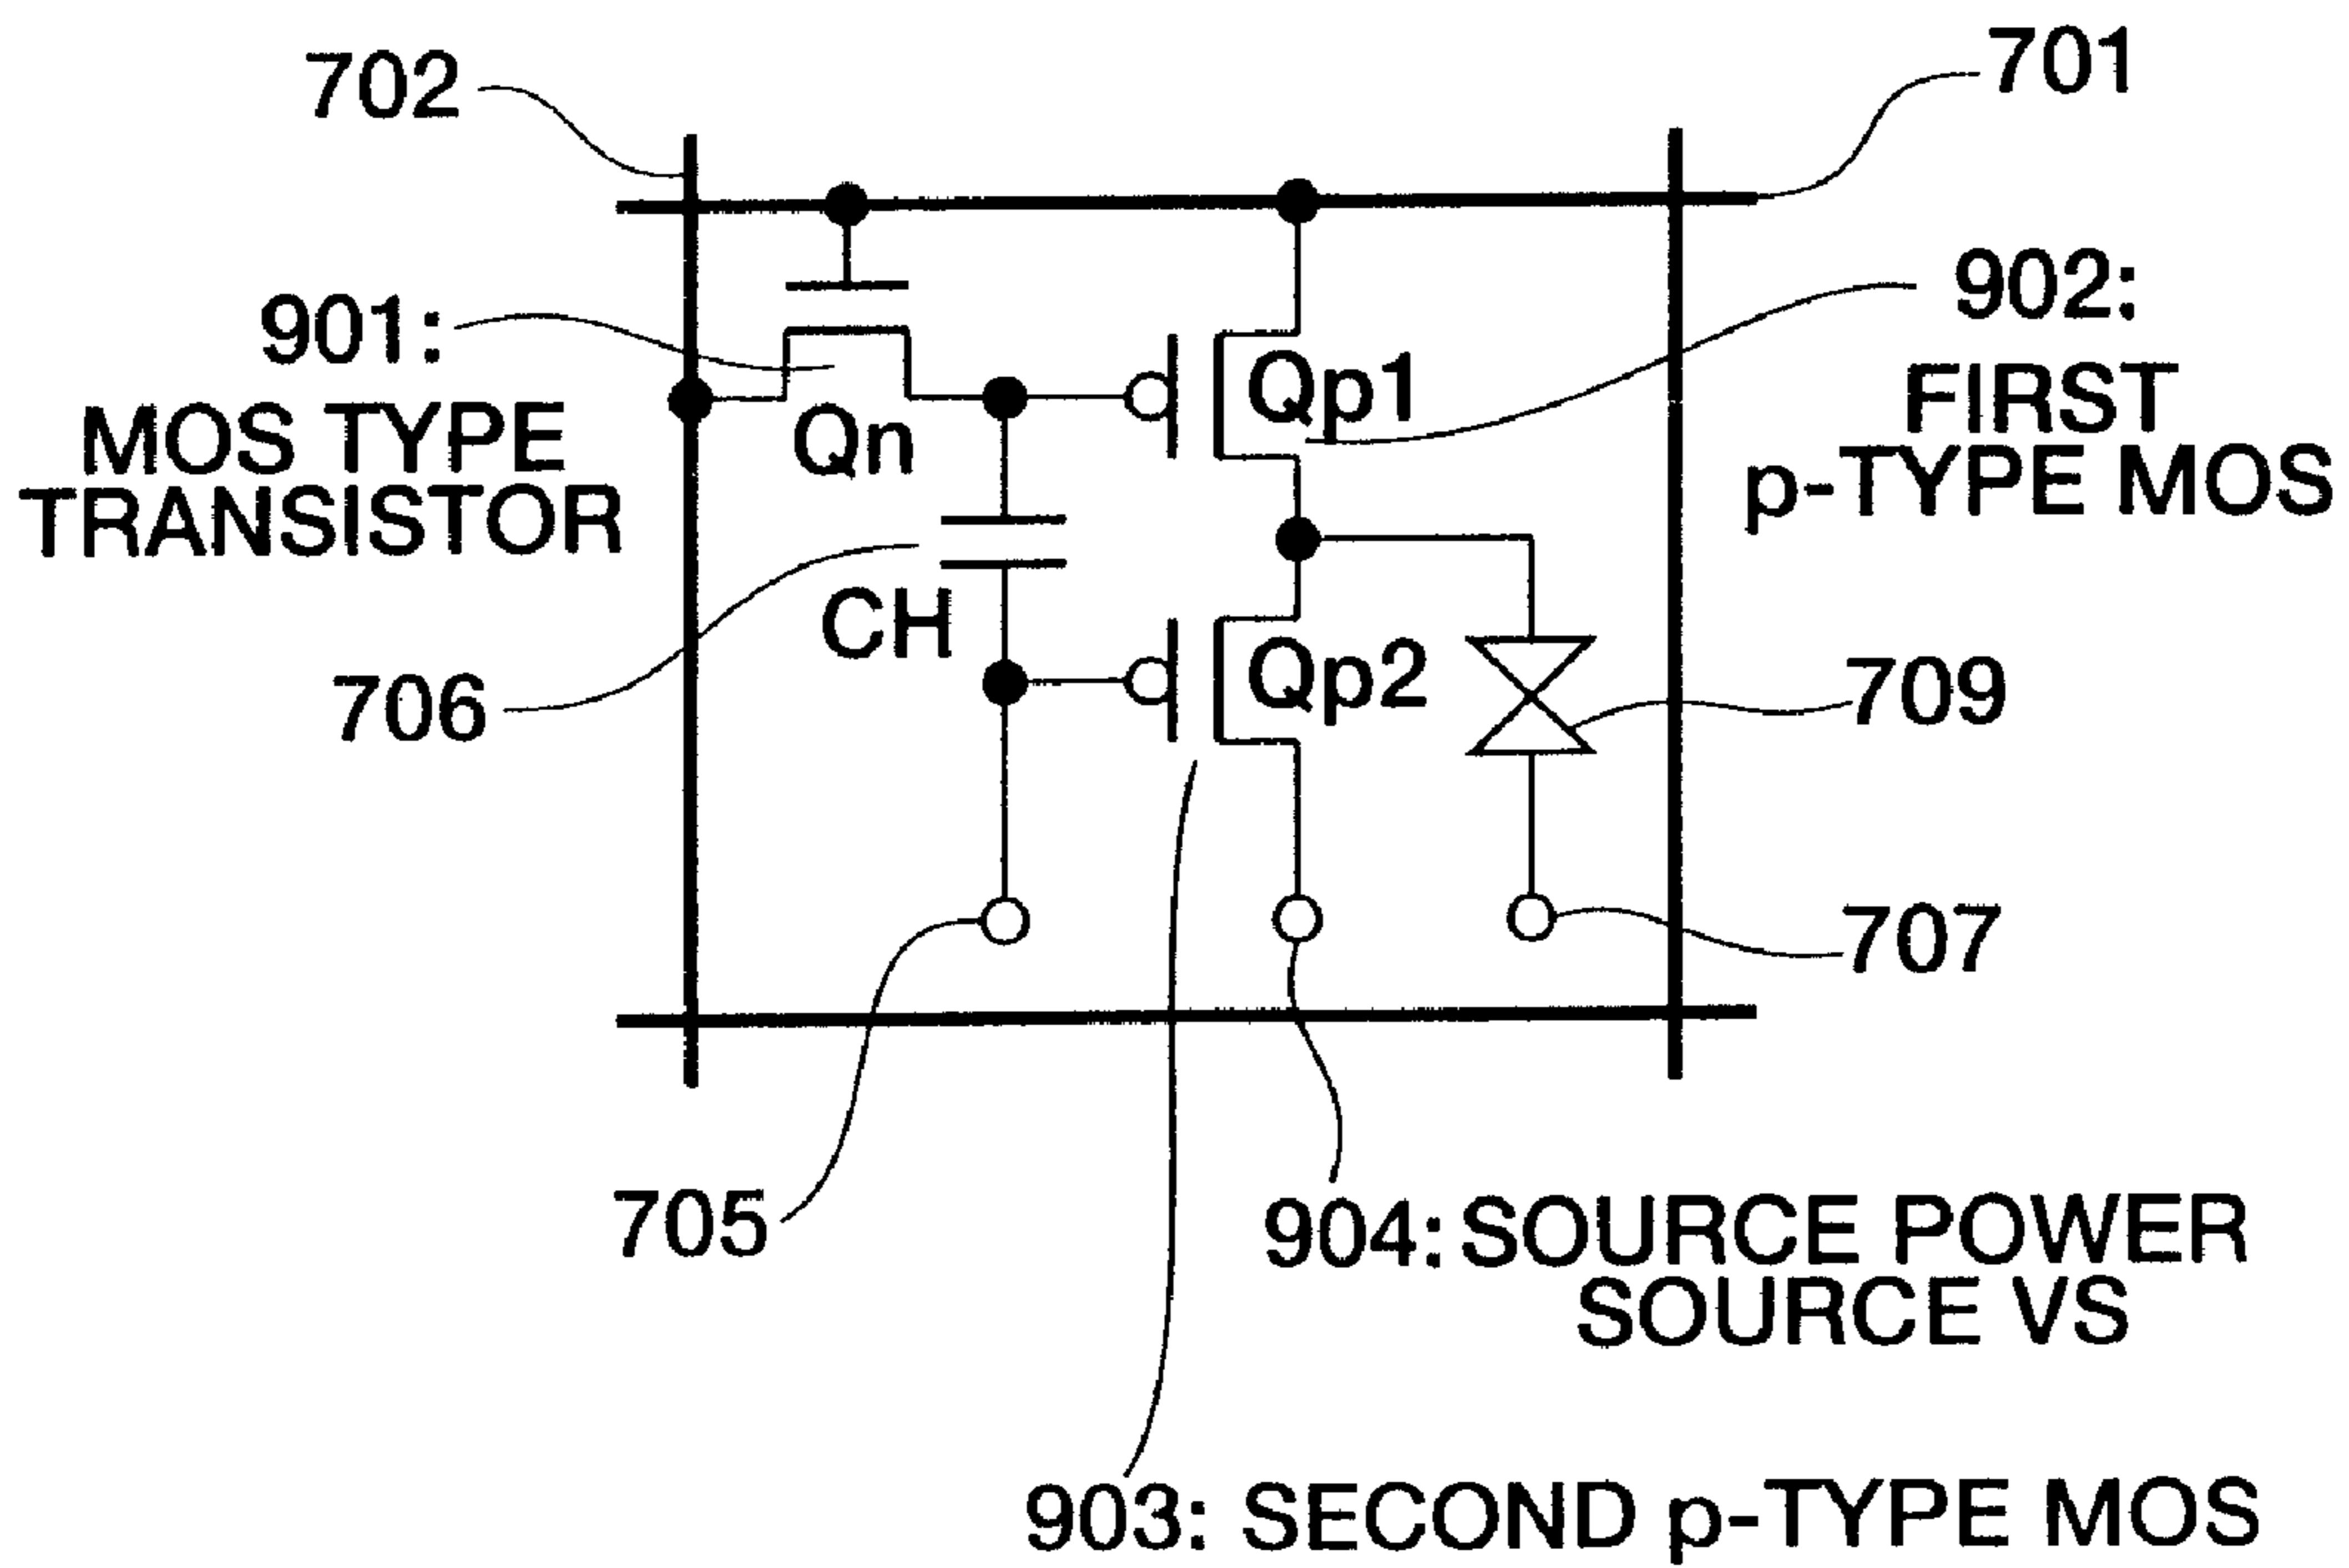 702
701
901:
MOS TYPE
TRANSISTOR
902:
FIRST
p-TYPE MOS
Qn
Qp1
CH
706
Qp2
709
707
705
904: SOURCE POWER
SOURCE VS
903: SECOND p-TYPE MOS